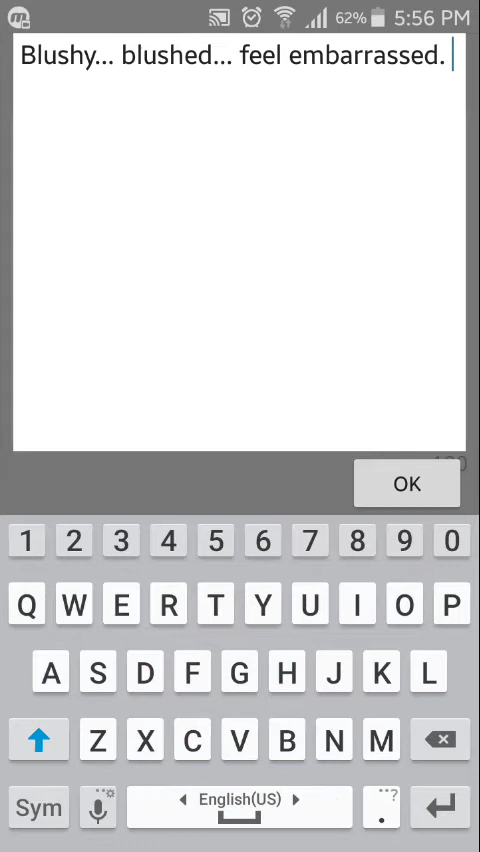 62% 5:56 PM
Blushy... blushed... feel embarrassed.
OK
1 2 3 4 5 6 7 8 9 0
Q W E R T Y U I O P
A S D F G H J K L
Z X C V B N M
Sym English(US) . ?